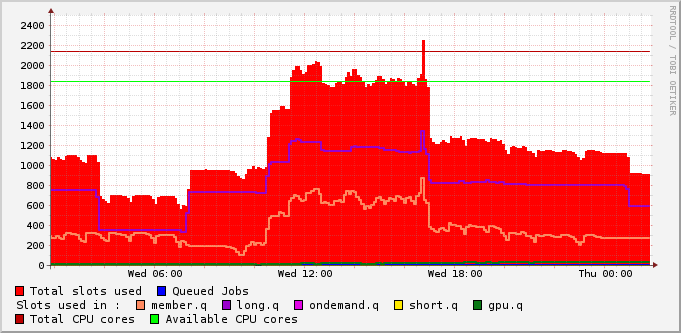 RRDTOOL / TOBI OETIKER
2400
2200
2000
1800
1600
1400
1200
1000
800
600
400
200
0
Wed 06:00 Wed 12:00 Wed 18:00 Thu 00:00
Total slots used Queued Jobs
Slots used in : member.q long.q ondemand.q short.q gpu.q
Total CPU cores Available CPU cores